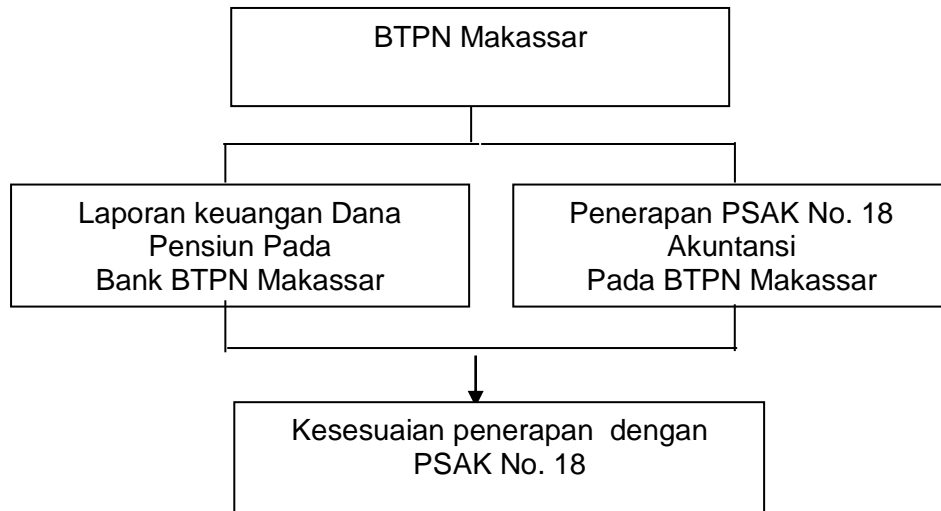 BTPN Makassar
Laporan keuangan Dana
Pensiun Pada
Bank BTPN Makassar
Penerapan PSAK No. 18
Akuntansi
Pada BTPN Makassar
Kesesuaian penerapan dengan
PSAK No. 18